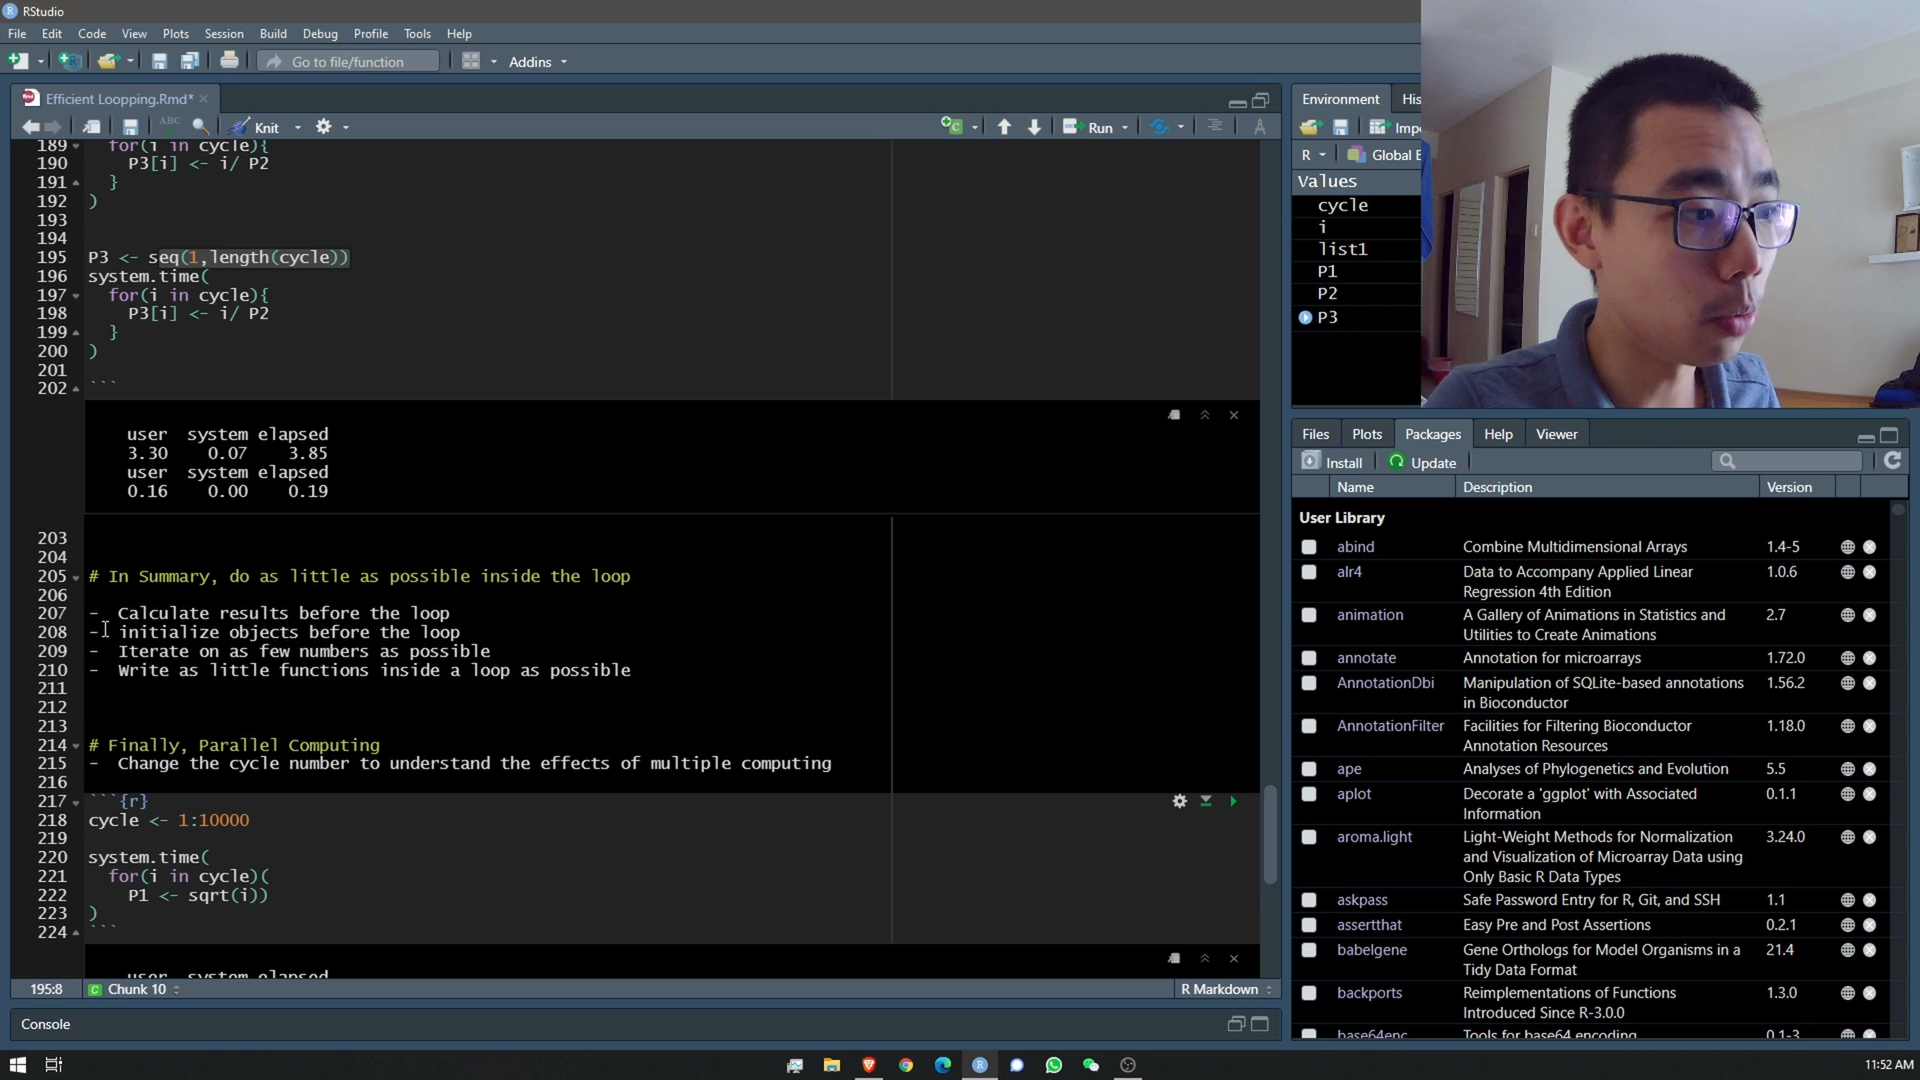 RStudio
File Edit Code View Plots Session Build Debug Profile Tools Help
Go to file/function Addins
Efficient Loopping.Rmd*
ABC Knit Run
189 for(i in cycle){
190 P3[i] <- i/ P2
191 }
192 )
193
194
195 P3 <- seq(1,length(cycle))
196 system.time(
197 for(i in cycle){
198 P3[i] <- i/ P2
199 }
200 )
201
202 ```
user system elapsed
3.30 0.07 3.85
user system elapsed
0.16 0.00 0.19
203
204
205 # In Summary, do as little as possible inside the loop
206
207 - Calculate results before the loop
208 - initialize objects before the loop
209 - Iterate on as few numbers as possible
210 - Write as little functions inside a loop as possible
211
212
213
214 # Finally, Parallel Computing
215 - Change the cycle number to understand the effects of multiple computing
216
217 ```{r}
218 cycle <- 1:10000
219
220 system.time(
221 for(i in cycle)(
222 P1 <- sqrt(i))
223 )
224 ```
user system elapsed
195:8 Chunk 10 R Markdown
Console
Environment His
Impo
R Global E
Values
cycle
i
list1
P1
P2
P3
Files Plots Packages Help Viewer
Install Update
Name Description Version
User Library
abind Combine Multidimensional Arrays 1.4-5
alr4 Data to Accompany Applied Linear 1.0.6
Regression 4th Edition
animation A Gallery of Animations in Statistics and 2.7
Utilities to Create Animations
annotate Annotation for microarrays 1.72.0
AnnotationDbi Manipulation of SQLite-based annotations 1.56.2
in Bioconductor
AnnotationFilter Facilities for Filtering Bioconductor 1.18.0
Annotation Resources
ape Analyses of Phylogenetics and Evolution 5.5
aplot Decorate a 'ggplot' with Associated 0.1.1
Information
aroma.light Light-Weight Methods for Normalization 3.24.0
and Visualization of Microarray Data using
Only Basic R Data Types
askpass Safe Password Entry for R, Git, and SSH 1.1
assertthat Easy Pre and Post Assertions 0.2.1
babelgene Gene Orthologs for Model Organisms in a 21.4
Tidy Data Format
backports Reimplementations of Functions 1.3.0
Introduced Since R-3.0.0
base64enc Tools for base64 encoding 0.1-3
11:52 AM